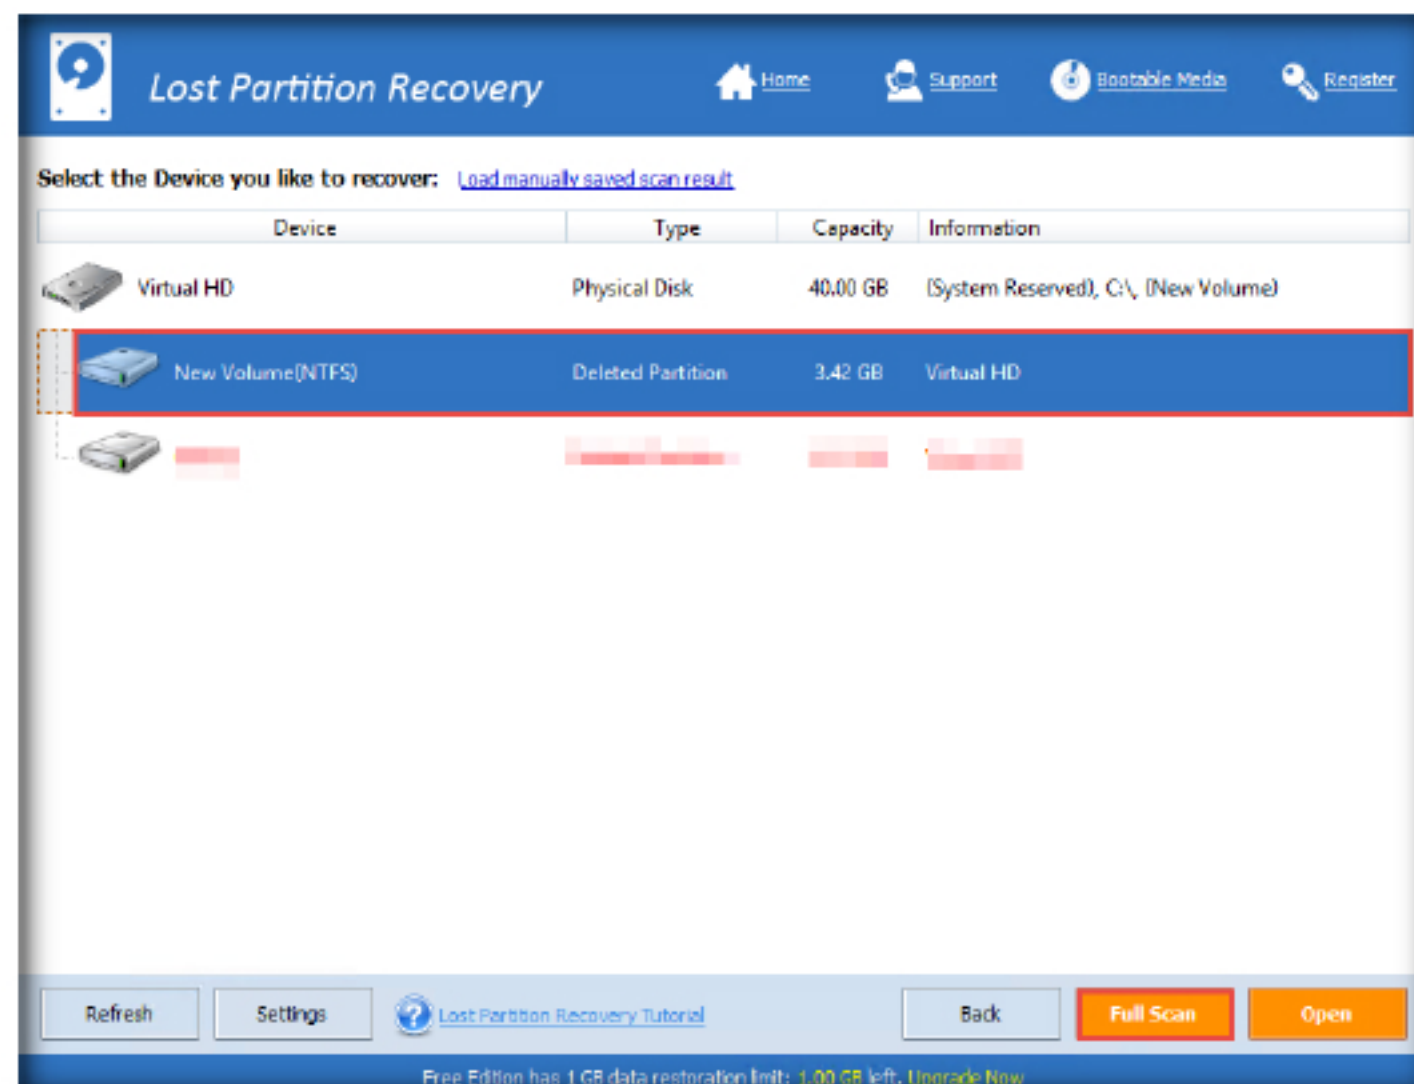 Lost Partition Recovery Home Support Bootable Media Register
Select the Device you like to recover: Load manually saved scan result
Device Type Capacity Information
Virtual HD Physical Disk 40.00 GB (System Reserved), C:\, (New Volume)
New Volume(NTFS) Deleted Partition 3.42 GB Virtual HD
Refresh Settings Lost Partition Recovery Tutorial Back Full Scan Open
Free Edition has 1 GB data restoration limit: 1.00 GB left. Upgrade Now